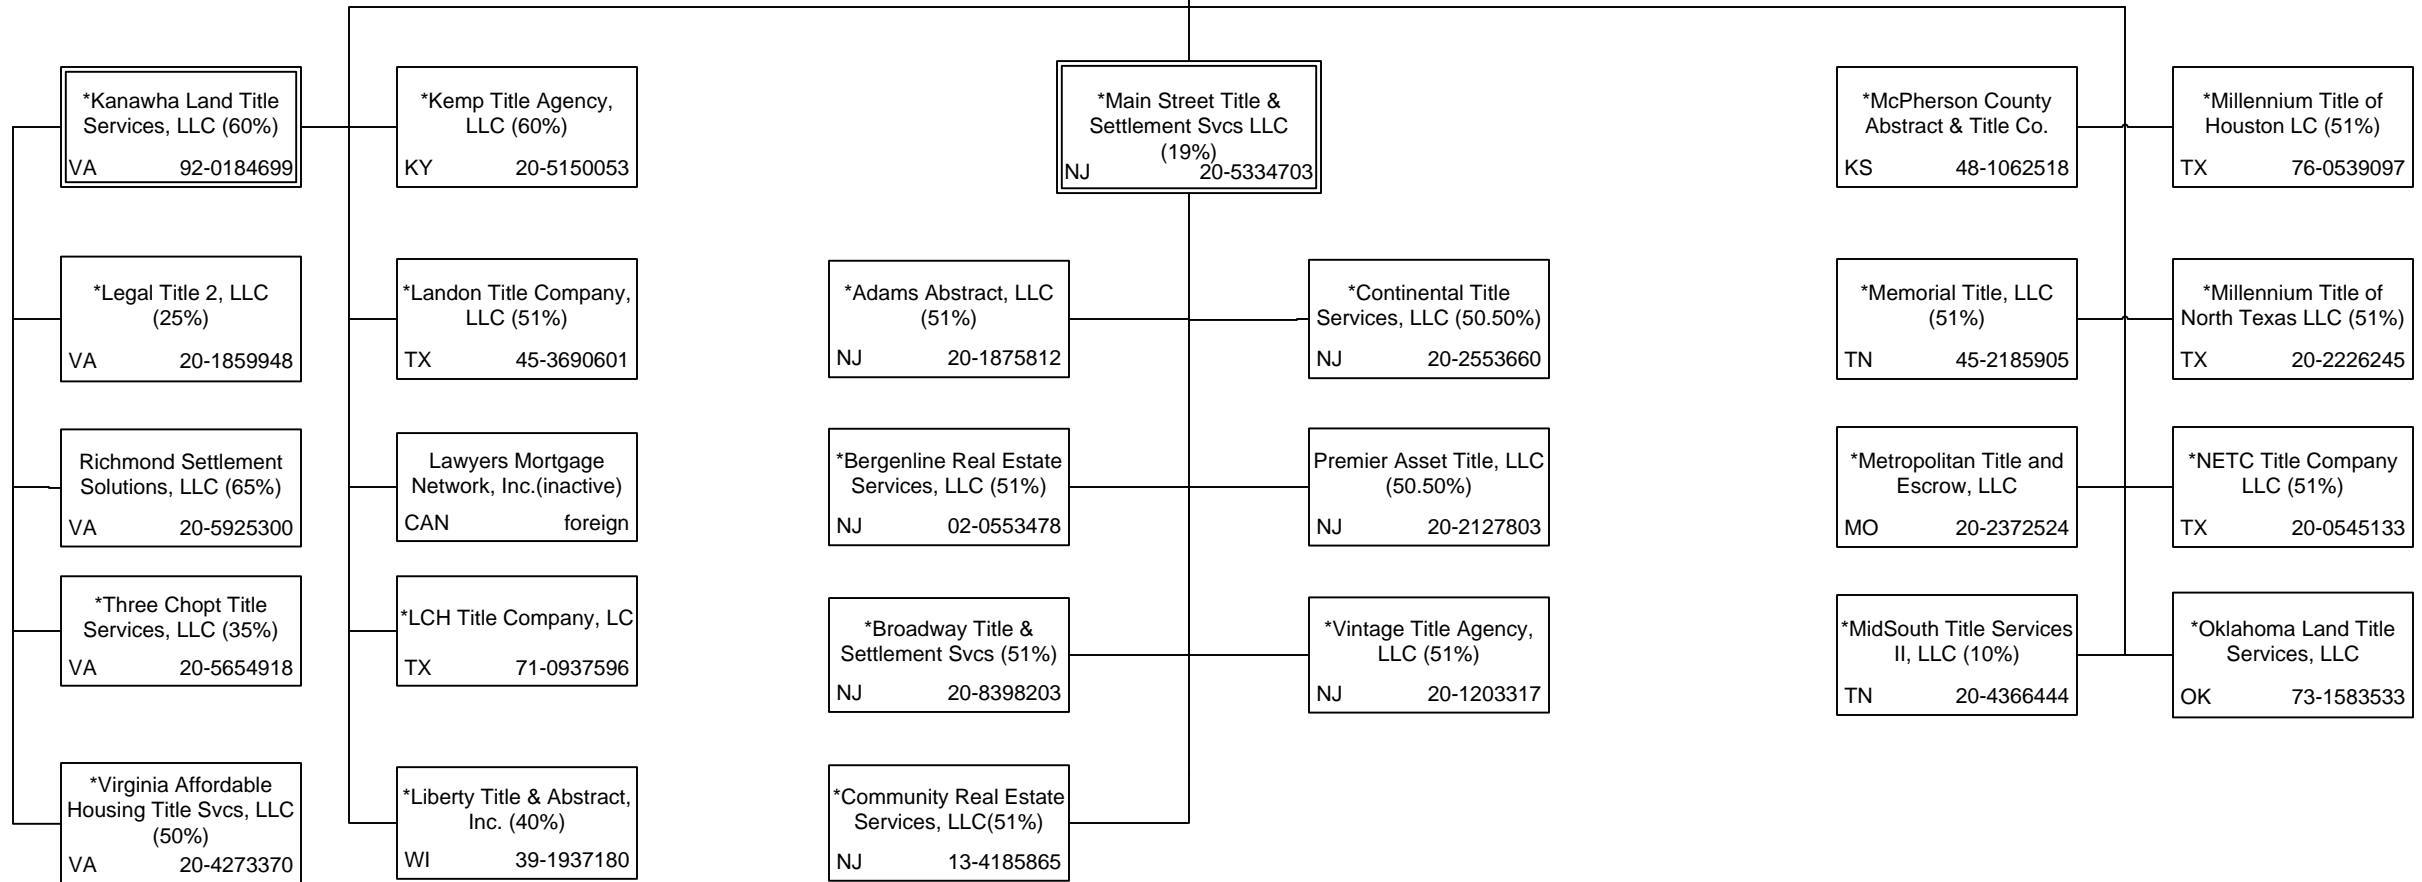 *Kanawha Land Title
Services, LLC (60%)
VA 92-0184699
*Legal Title 2, LLC
(25%)
VA 20-1859948
Richmond Settlement
Solutions, LLC (65%)
VA 20-5925300
*Three Chopt Title
Services, LLC (35%)
VA 20-5654918
*Virginia Affordable
Housing Title Svcs, LLC
(50%)
VA 20-4273370
*Kemp Title Agency,
LLC (60%)
KY 20-5150053
*Landon Title Company,
LLC (51%)
TX 45-3690601
Lawyers Mortgage
Network, Inc.(inactive)
CAN foreign
*LCH Title Company, LC
TX 71-0937596
*Liberty Title & Abstract,
Inc. (40%)
WI 39-1937180
*Main Street Title &
Settlement Svcs LLC
(19%)
NJ 20-5334703
*Adams Abstract, LLC
(51%)
NJ 20-1875812
*Bergenline Real Estate
Services, LLC (51%)
NJ 02-0553478
*Broadway Title &
Settlement Svcs (51%)
NJ 20-8398203
*Community Real Estate
Services, LLC(51%)
NJ 13-4185865
*Continental Title
Services, LLC (50.50%)
NJ 20-2553660
Premier Asset Title, LLC
(50.50%)
NJ 20-2127803
*Vintage Title Agency,
LLC (51%)
NJ 20-1203317
*McPherson County
Abstract & Title Co.
KS 48-1062518
*Memorial Title, LLC
(51%)
TN 45-2185905
*Metropolitan Title and
Escrow, LLC
MO 20-2372524
*MidSouth Title Services
II, LLC (10%)
TN 20-4366444
*Millennium Title of
Houston LC (51%)
TX 76-0539097
*Millennium Title of
North Texas LLC (51%)
TX 20-2226245
*NETC Title Company
LLC (51%)
TX 20-0545133
*Oklahoma Land Title
Services, LLC
OK 73-1583533